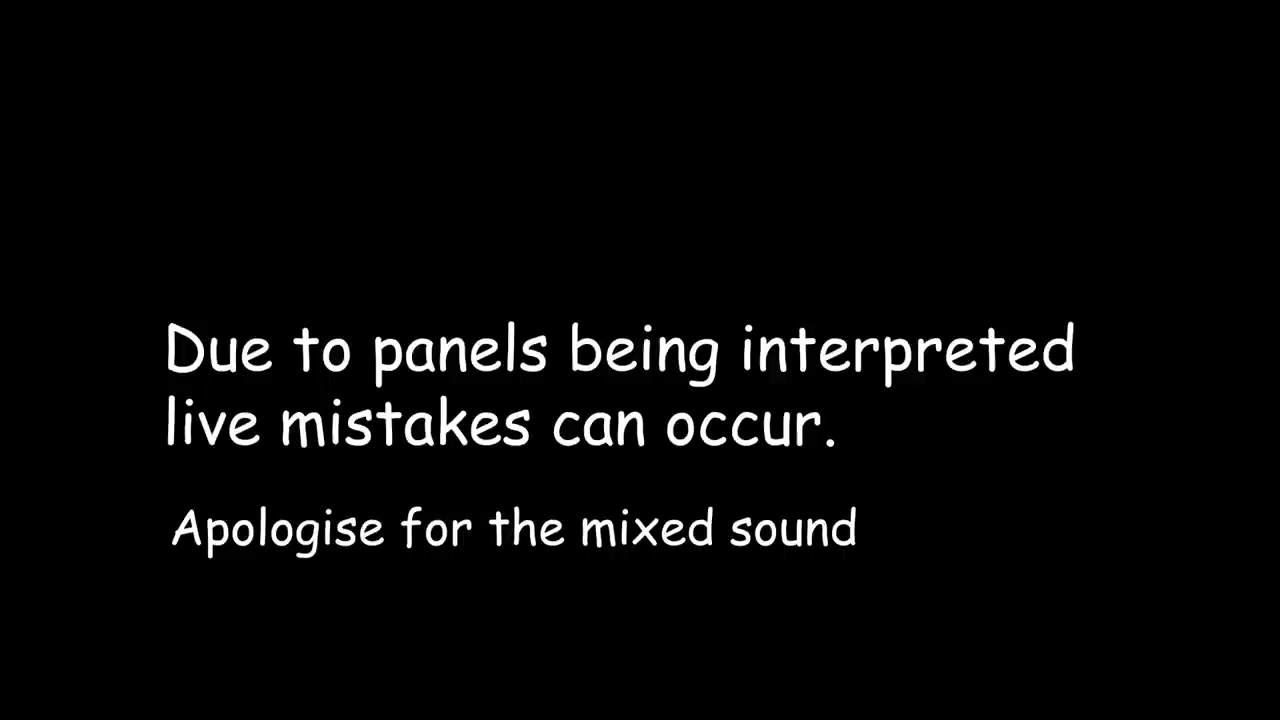 Due to panels being interpreted
live mistakes can occur.
Apologise for the mixed sound